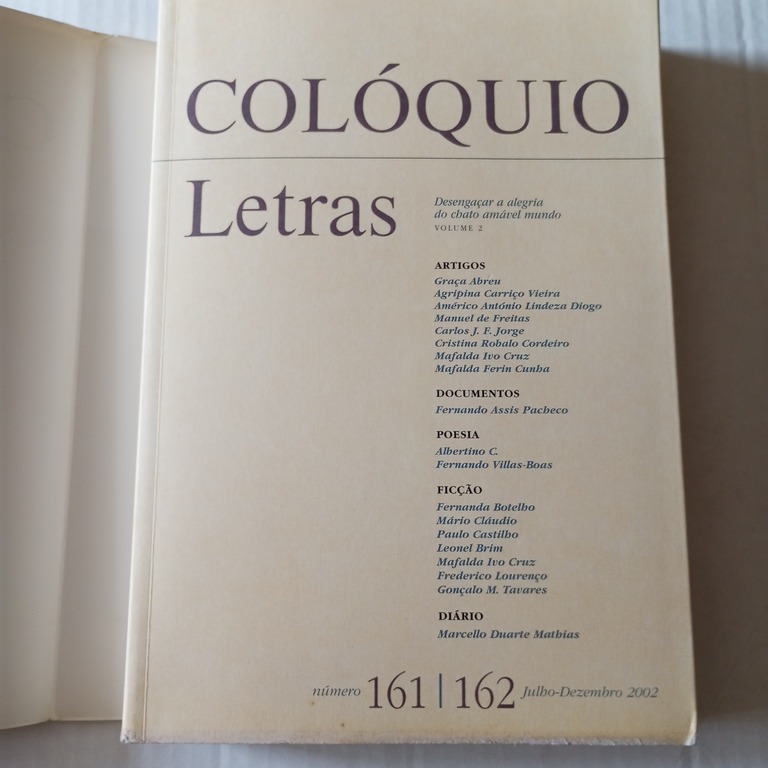 COLÓQUIO
Letras
Desengaçar a alegria
do chato amável mundo
VOLUME 2
ARTIGOS
Graça Abreu
Agripina Carriço Vieira
Américo António Lindeza Diogo
Manuel de Freitas
Carlos J. F. Jorge
Cristina Robalo Cordeiro
Mafalda Ivo Cruz
Mafalda Ferin Cunha
DOCUMENTOS
Fernando Assis Pacheco
POESIA
Albertino C.
Fernando Villas-Boas
FICÇÃO
Fernanda Botelho
Mário Cláudio
Paulo Castilho
Leonel Brim
Mafalda Ivo Cruz
Frederico Lourenço
Gonçalo M. Tavares
DIÁRIO
Marcello Duarte Mathias
número 161 | 162 Julho-Dezembro 2002